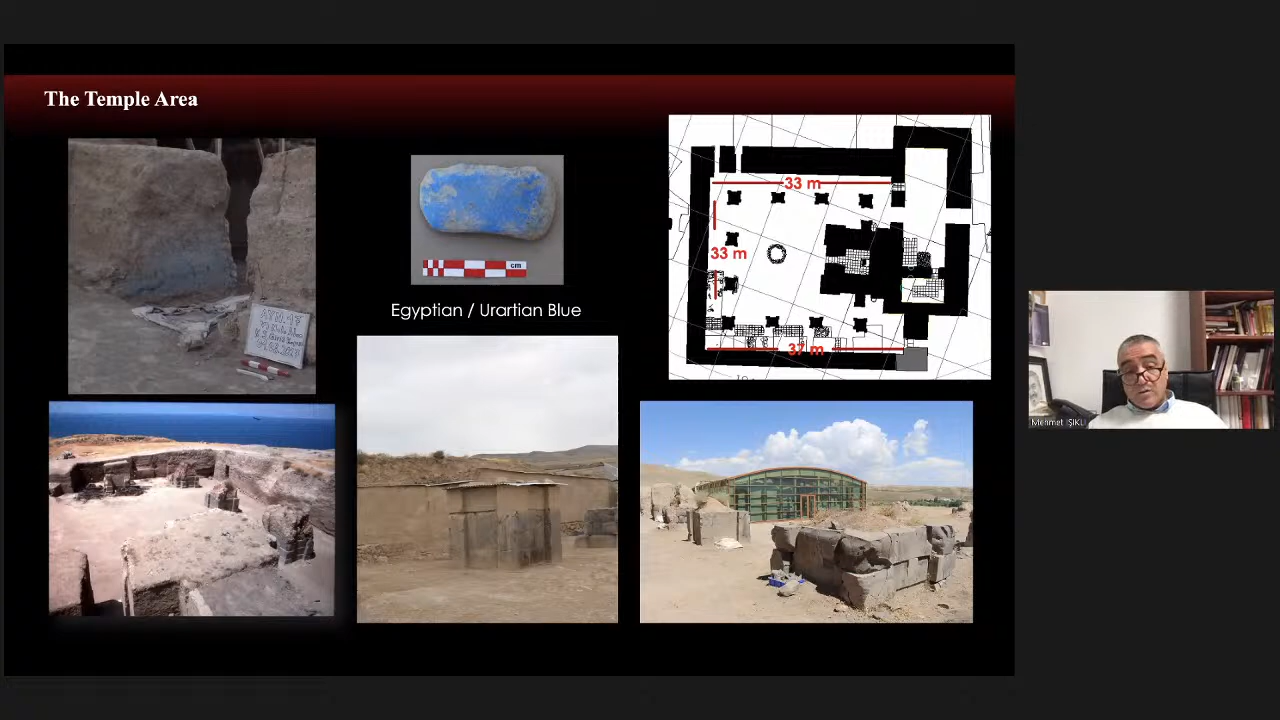 The Temple Area
33 m
33 m
37 m
cm
Egyptian / Urartian Blue
Mehmet IŞIKLI